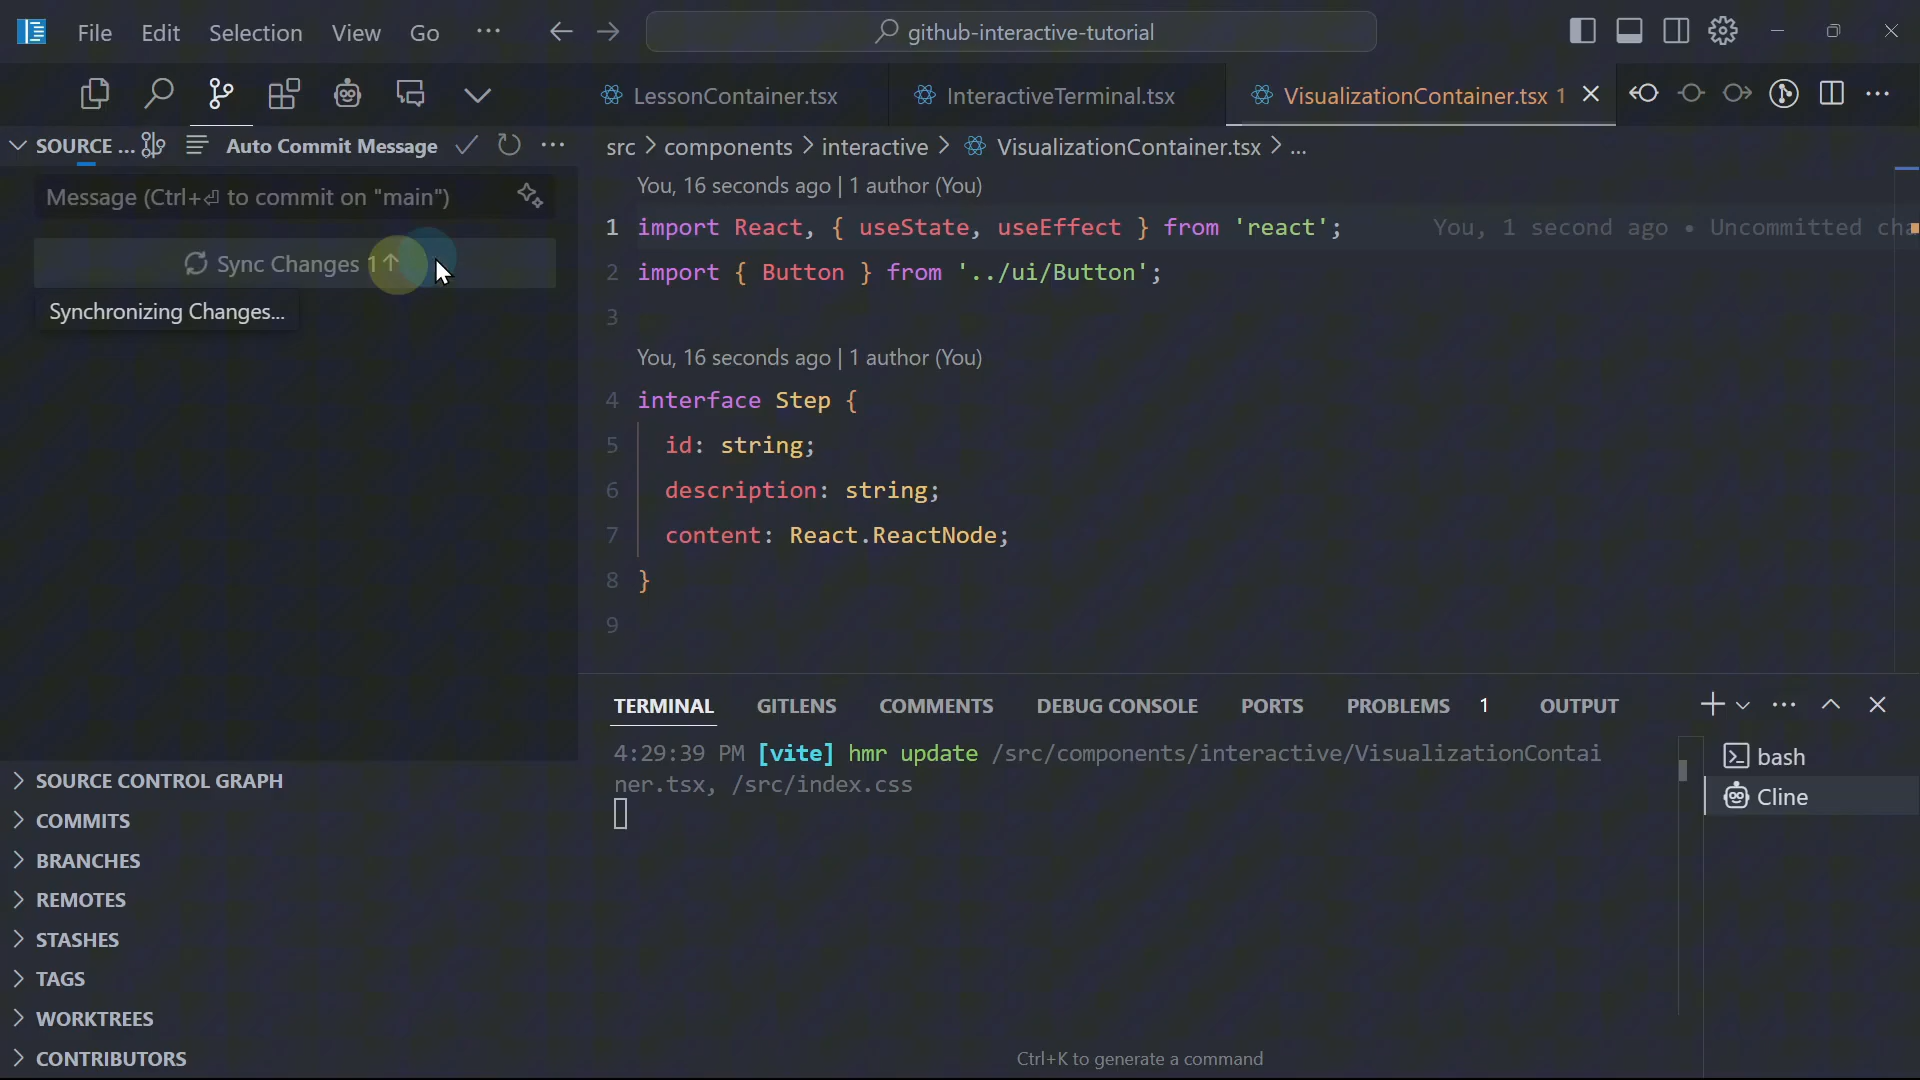 File Edit Selection View Go ··· github-interactive-tutorial
LessonContainer.tsx InteractiveTerminal.tsx VisualizationContainer.tsx 1
SOURCE ... Auto Commit Message ···
src > components > interactive > VisualizationContainer.tsx > ...
Message (Ctrl+⏎ to commit on "main")
Sync Changes 1↑
Synchronizing Changes...
You, 16 seconds ago | 1 author (You)
1 import React, { useState, useEffect } from 'react'; You, 1 second ago • Uncommitted cha
2 import { Button } from '../ui/Button';
3
You, 16 seconds ago | 1 author (You)
4 interface Step {
5 id: string;
6 description: string;
7 content: React.ReactNode;
8 }
9
TERMINAL GITLENS COMMENTS DEBUG CONSOLE PORTS PROBLEMS 1 OUTPUT
4:29:39 PM [vite] hmr update /src/components/interactive/VisualizationContai
ner.tsx, /src/index.css
bash
Cline
Ctrl+K to generate a command
SOURCE CONTROL GRAPH
COMMITS
BRANCHES
REMOTES
STASHES
TAGS
WORKTREES
CONTRIBUTORS